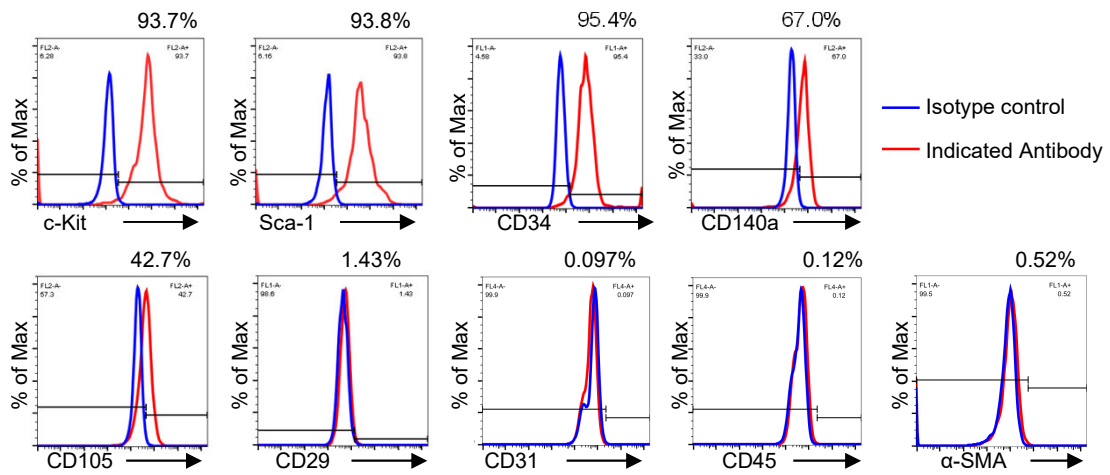 93.7%
93.8%
95.4%
67.0%
FL2-A- FL2-A+
6.28 93.7
FL2-A- FL2-A+
6.16 93.8
FL1-A- FL1-A+
4.58 95.4
FL2-A- FL2-A+
33.0 67.0
% of Max
% of Max
% of Max
% of Max
c-Kit
Sca-1
CD34
CD140a
Isotype control
Indicated Antibody
42.7%
1.43%
0.097%
0.12%
0.52%
FL2-A- FL2-A+
57.3 42.7
FL1-A- FL1-A+
98.6 1.43
FL4-A- FL4-A+
99.9 0.097
FL4-A- FL4-A+
99.9 0.12
FL1-A- FL1-A+
99.5 0.52
% of Max
% of Max
% of Max
% of Max
% of Max
CD105
CD29
CD31
CD45
α-SMA